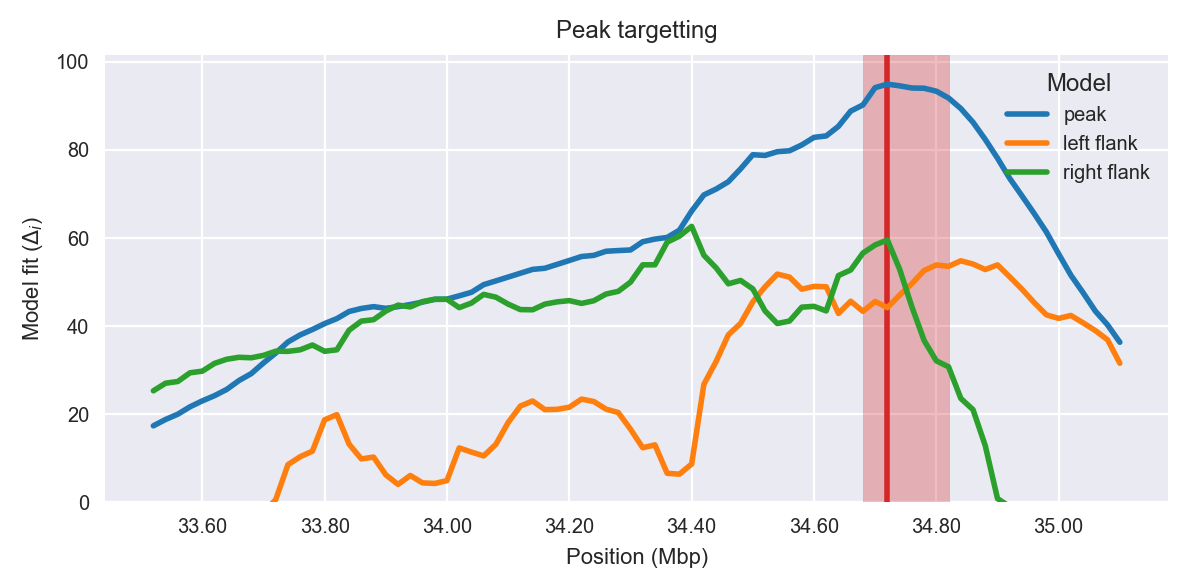 Peak targetting
Model fit (Δi)
100
80
60
40
20
0
Model
peak
left flank
right flank
33.60 33.80 34.00 34.20 34.40 34.60 34.80 35.00
Position (Mbp)